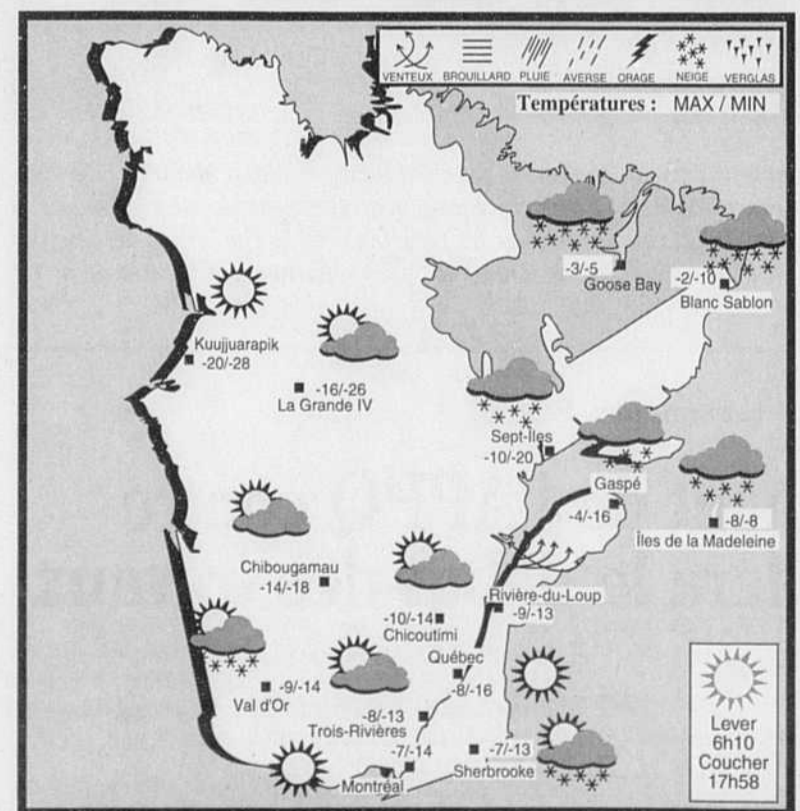 VENTEUX BROUILLARD PLUIE AVERSE ORAGE NEIGE VERGLAS
Températures : MAX / MIN
-3/-5
Goose Bay
-2/-10
Blanc Sablon
Kuujjuarapik
-20/-28
-16/-26
La Grande IV
Sept-Îles
-10/-20
Gaspé
-4/-16
-8/-8
Îles de la Madeleine
Chibougamau
-14/-18
Rivière-du-Loup
-9/-13
-10/-14
Chicoutimi
Québec
-8/-16
-9/-14
Val d'Or
-8/-13
Trois-Rivières
-7/-14
Montréal
-7/-13
Sherbrooke
Lever
6h10
Coucher
17h58